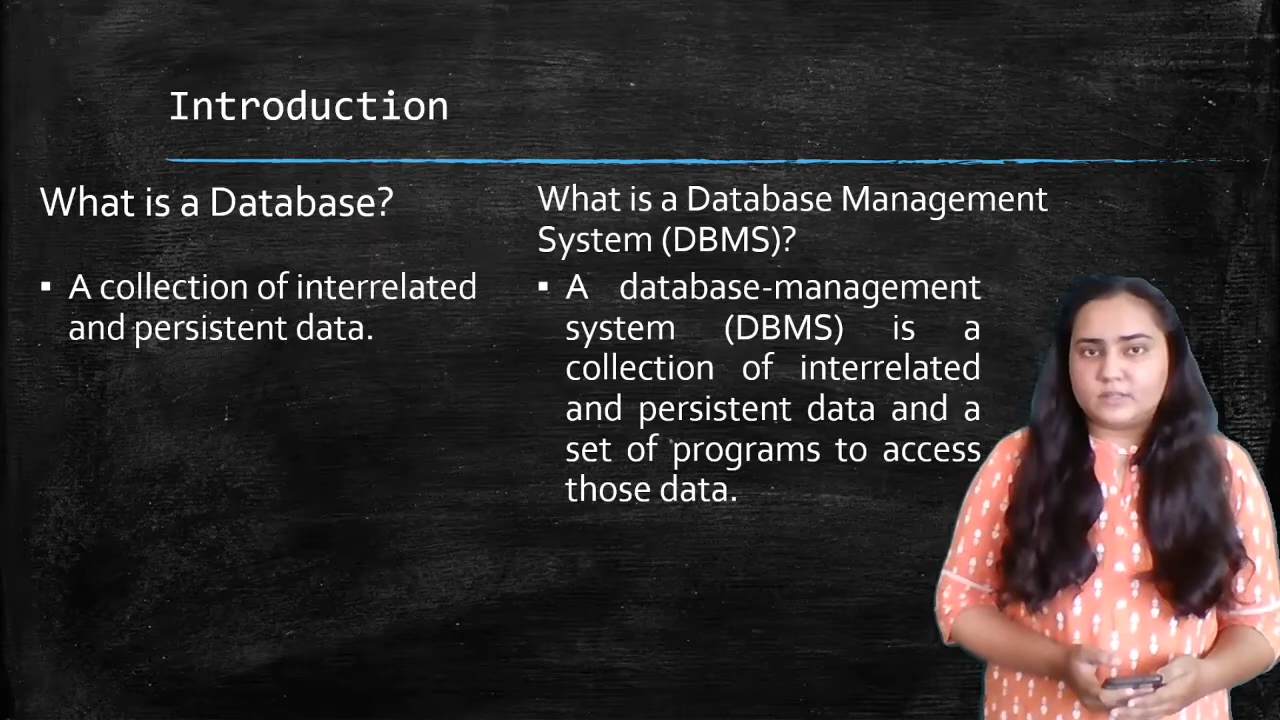 Introduction
What is a Database?
▪ A collection of interrelated
and persistent data.
What is a Database Management
System (DBMS)?
▪ A database-management
system (DBMS) is a
collection of interrelated
and persistent data and a
set of programs to access
those data.